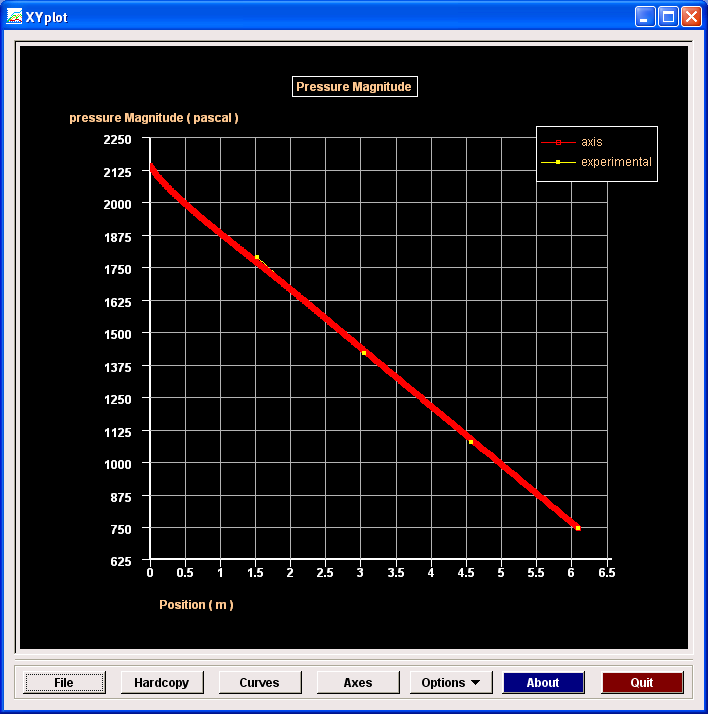 XYplot
Pressure Magnitude
pressure Magnitude ( pascal )
axis
experimental
2250
2125
2000
1875
1750
1625
1500
1375
1250
1125
1000
875
750
625
0 0.5 1 1.5 2 2.5 3 3.5 4 4.5 5 5.5 6 6.5
Position ( m )
File Hardcopy Curves Axes Options About Quit